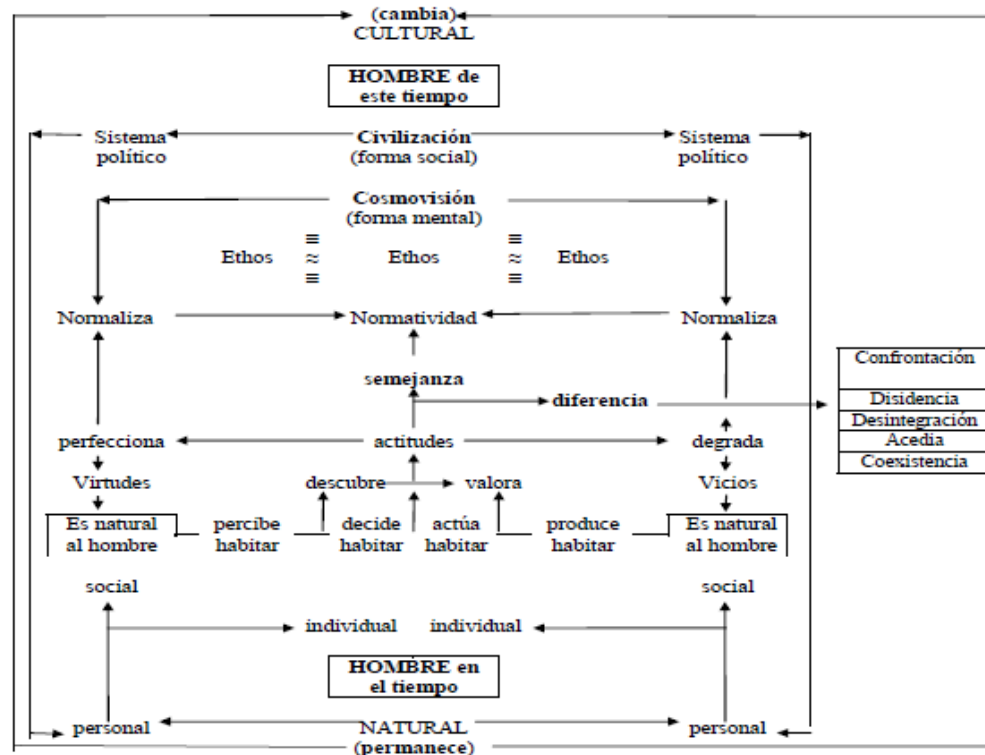 (cambia)
CULTURAL
HOMBRE de
este tiempo
Sistema Civilización Sistema
político (forma social) político
Cosmovisión
(forma mental)
≡ ≡
Ethos ≈ Ethos ≈ Ethos
≡ ≡
Normaliza Normatividad Normaliza
semejanza
diferencia
Confrontación
Disidencia
Desintegración
Acedia
Coexistencia
perfecciona actitudes degrada
Virtudes descubre valora Vicios
Es natural percibe decide actúa produce Es natural
al hombre habitar habitar habitar habitar al hombre
social social
individual individual
HOMBRE en
el tiempo
personal NATURAL personal
(permanece)